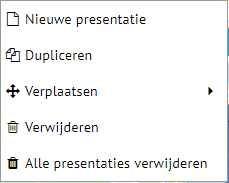 Nieuwe presentatie
Dupliceren
Verplaatsen
Verwijderen
Alle presentaties verwijderen